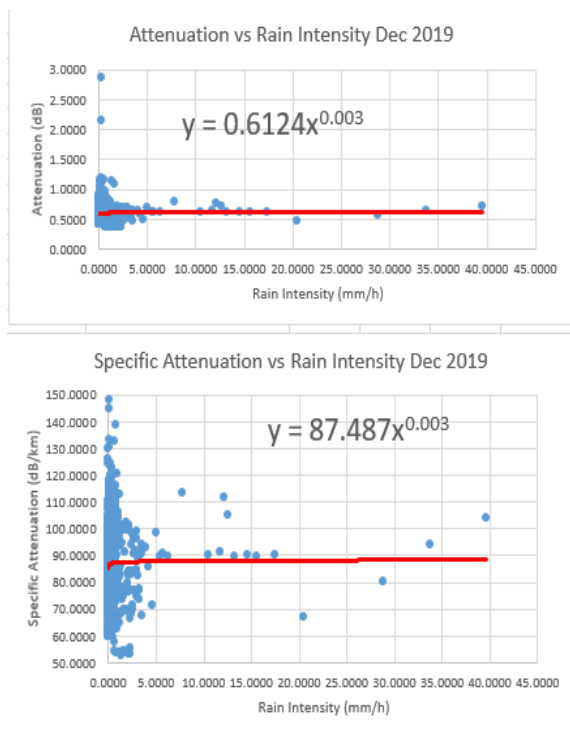 Attenuation vs Rain Intensity Dec 2019
3.0000
2.5000
2.0000
1.5000
1.0000
0.5000
0.0000
Attenuation (dB)
y = 0.6124x^0.003
0.0000 5.0000 10.0000 15.0000 20.0000 25.0000 30.0000 35.0000 40.0000 45.0000
Rain Intensity (mm/h)
Specific Attenuation vs Rain Intensity Dec 2019
150.0000
140.0000
130.0000
120.0000
110.0000
100.0000
90.0000
80.0000
70.0000
60.0000
50.0000
Specific Attenuation (dB/km)
y = 87.487x^0.003
0.0000 5.0000 10.0000 15.0000 20.0000 25.0000 30.0000 35.0000 40.0000 45.0000
Rain Intensity (mm/h)